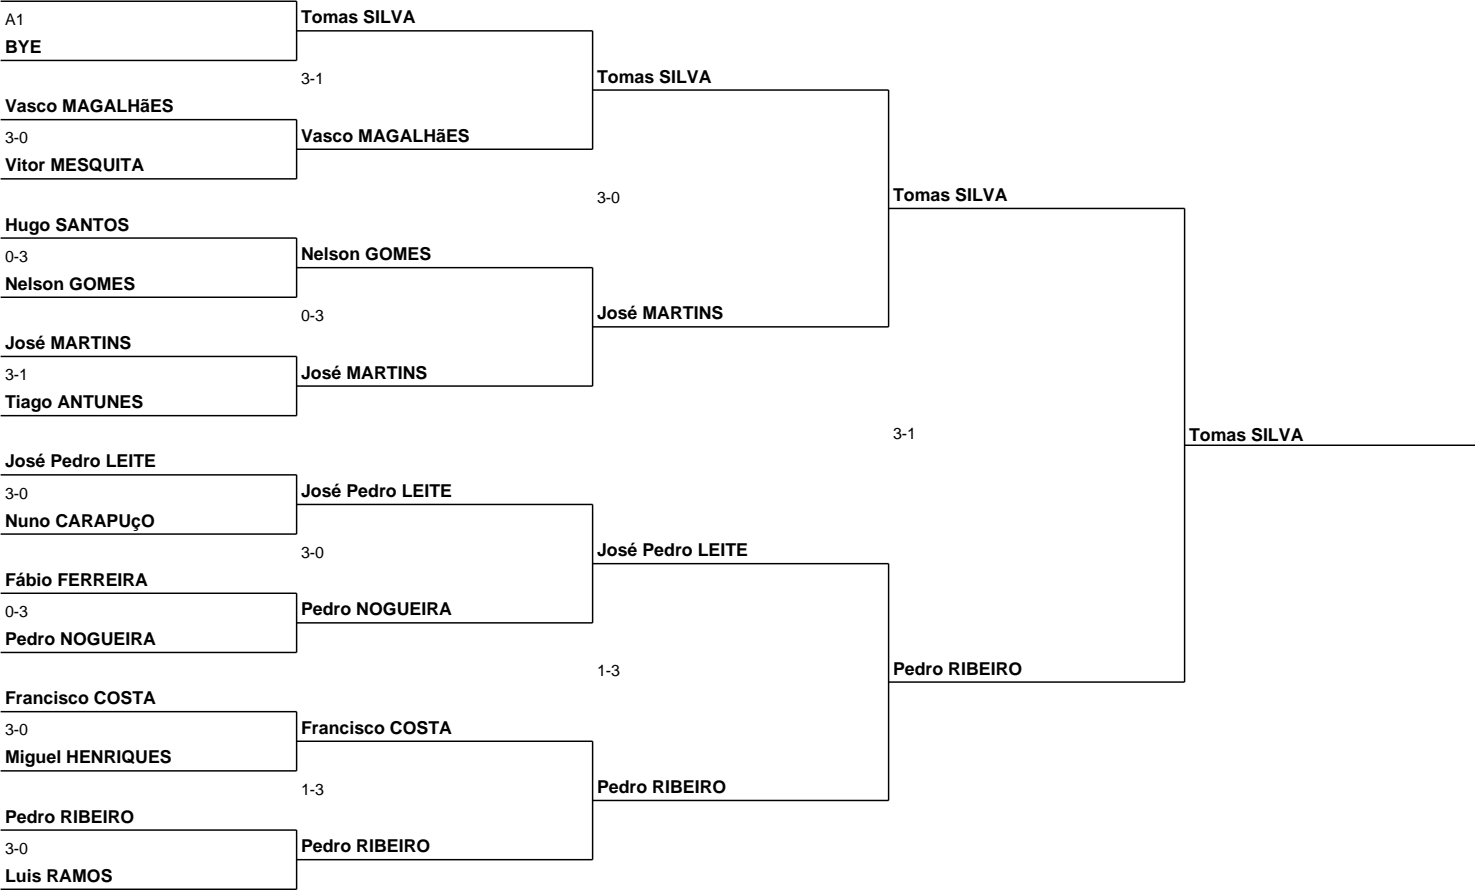 A1
BYE
Vasco MAGALHãES
3-0
Vitor MESQUITA
Hugo SANTOS
0-3
Nelson GOMES
José MARTINS
3-1
Tiago ANTUNES
José Pedro LEITE
3-0
Nuno CARAPUçO
Fábio FERREIRA
0-3
Pedro NOGUEIRA
Francisco COSTA
3-0
Miguel HENRIQUES
Pedro RIBEIRO
3-0
Luis RAMOS
Tomas SILVA
3-1
Vasco MAGALHãES
Nelson GOMES
0-3
José MARTINS
José Pedro LEITE
3-0
Pedro NOGUEIRA
Francisco COSTA
1-3
Pedro RIBEIRO
Tomas SILVA
3-0
José MARTINS
José Pedro LEITE
1-3
Pedro RIBEIRO
Tomas SILVA
3-1
Pedro RIBEIRO
Tomas SILVA